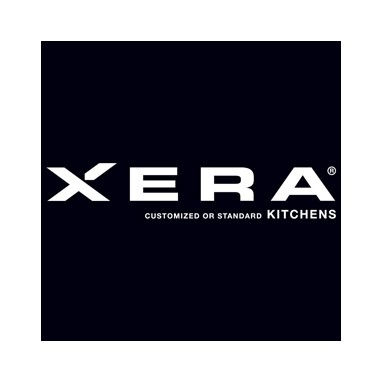 XERA®
CUSTOMIZED OR STANDARD KITCHENS